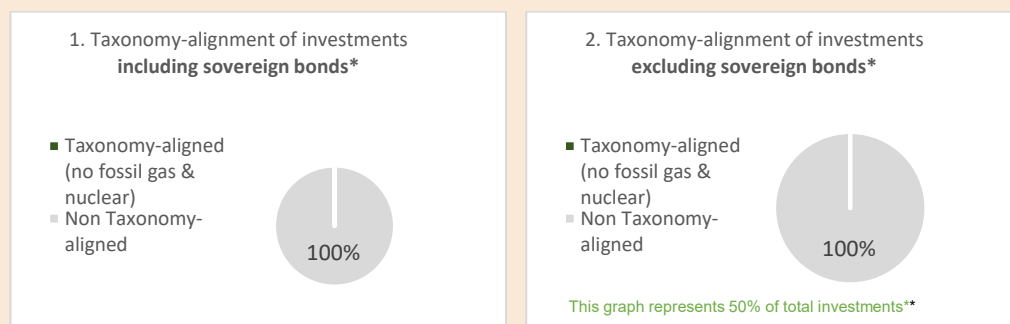 1. Taxonomy-alignment of investments
including sovereign bonds*
Taxonomy-aligned
(no fossil gas &
nuclear)
Non Taxonomy-
aligned
100%
2. Taxonomy-alignment of investments
excluding sovereign bonds*
Taxonomy-aligned
(no fossil gas &
nuclear)
Non Taxonomy-
aligned
100%
This graph represents 50% of total investments**